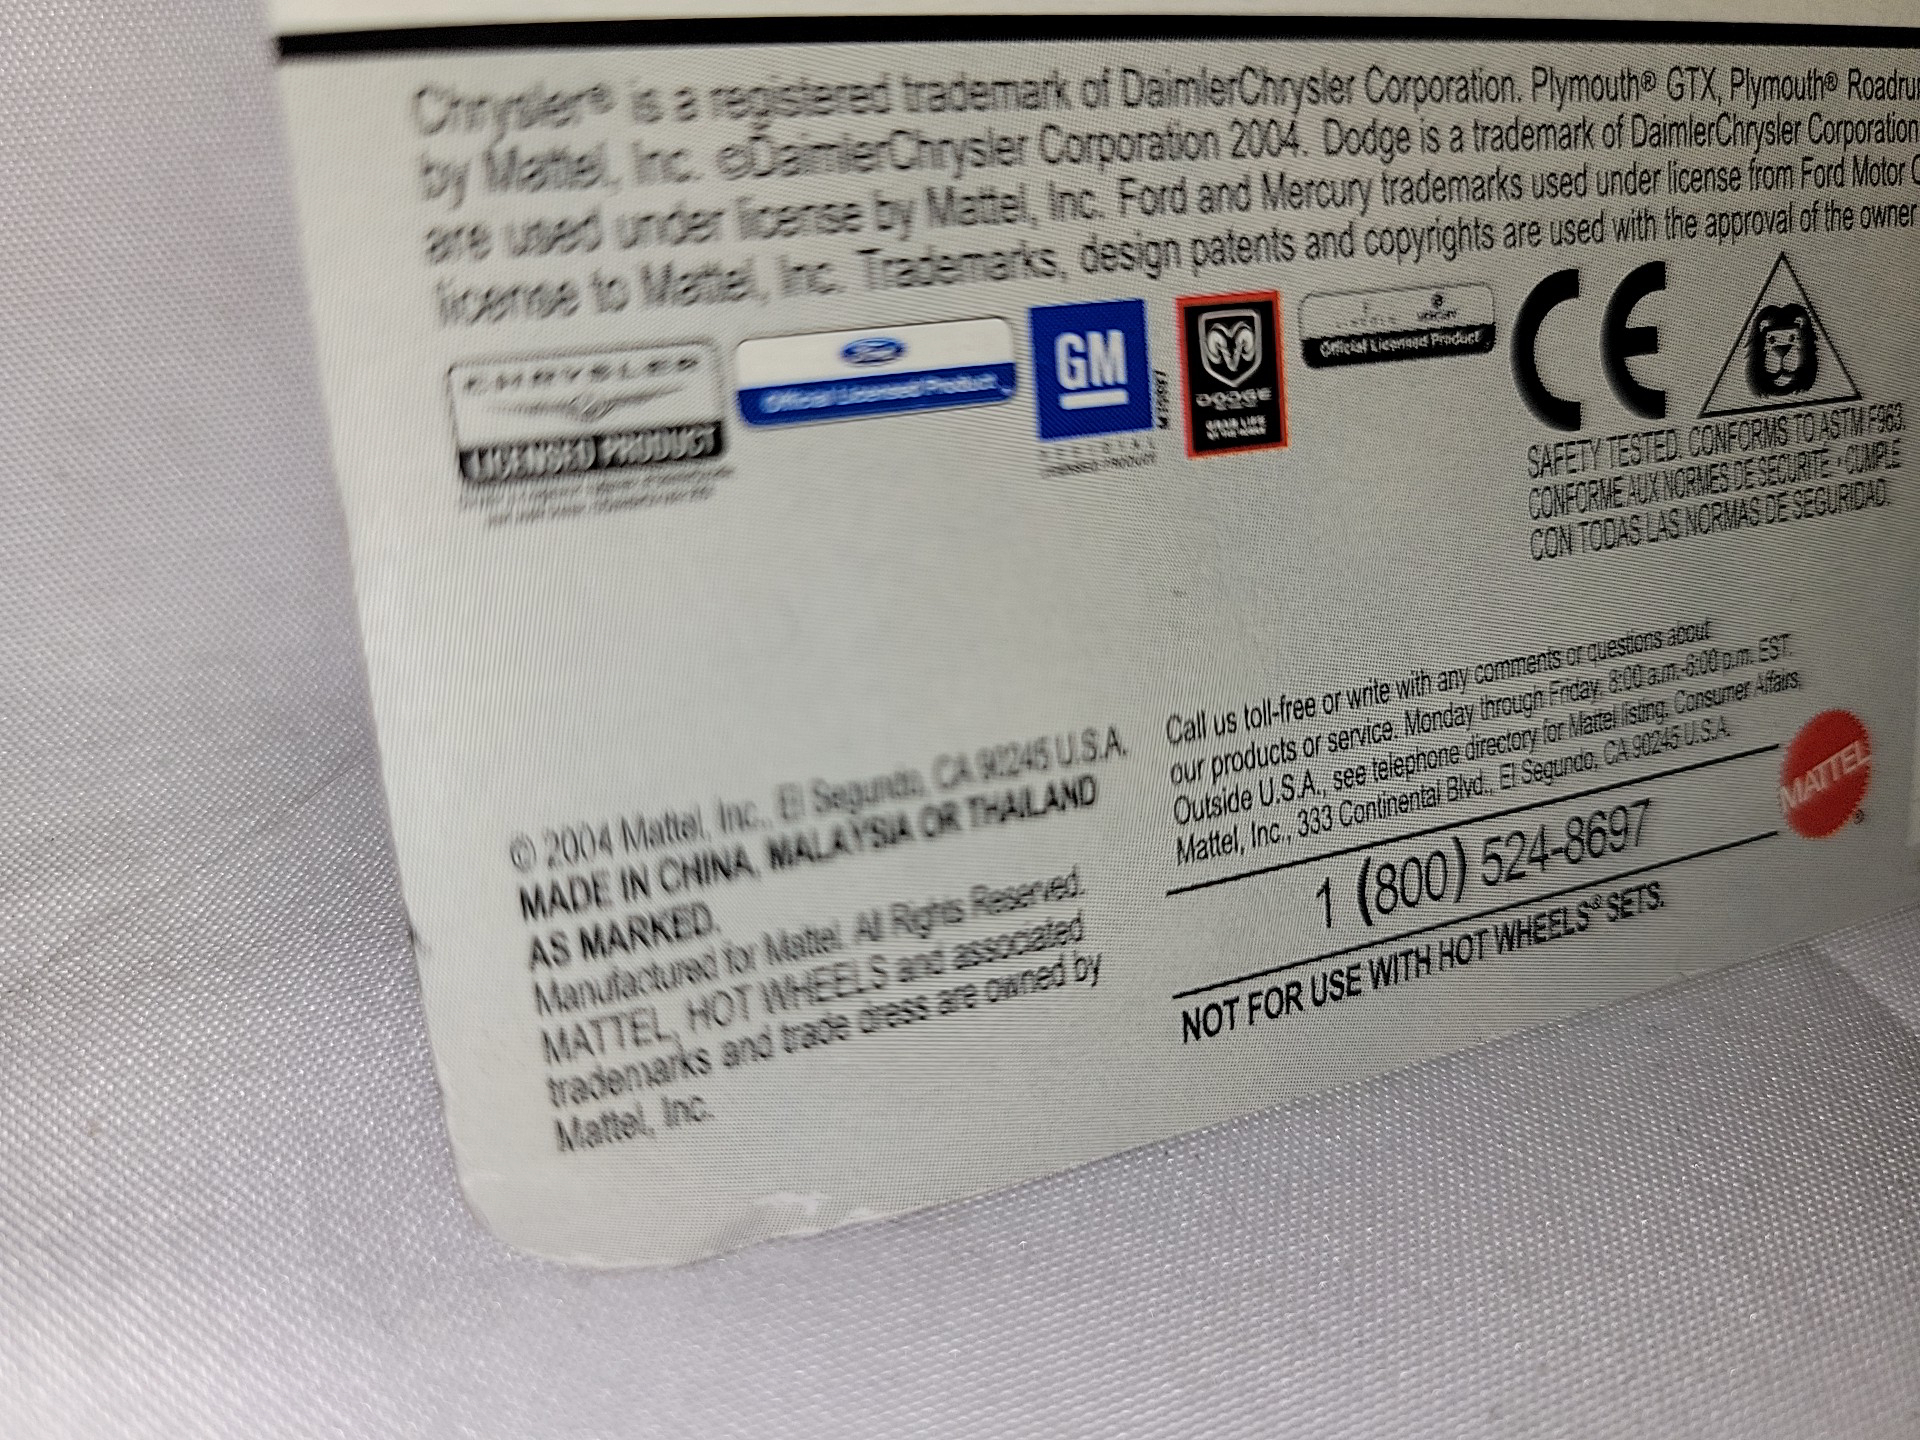 Chrysler® is a registered trademark of DaimlerChrysler Corporation. Plymouth® GTX, Plymouth® Roadrun
by Mattel, Inc. ©DaimlerChrysler Corporation 2004. Dodge is a trademark of DaimlerChrysler Corporation
are used under license by Mattel, Inc. Ford and Mercury trademarks used under license from Ford Motor C
license to Mattel, Inc. Trademarks, design patents and copyrights are used with the approval of the owner
CHRYSLER
LICENSED PRODUCT
Ford
Official Licensed Product
GM
LICENSED PRODUCT
DODGE
GRAB LIFE
BY THE HORNS
Official Licensed Product
CE
SAFETY TESTED. CONFORMS TO ASTM F963.
CONFORME AUX NORMES DE SECURITE • CUMPLE
CON TODAS LAS NORMAS DE SEGURIDAD.
© 2004 Mattel, Inc., El Segundo, CA 90245 U.S.A.
MADE IN CHINA, MALAYSIA OR THAILAND
AS MARKED.
Manufactured for Mattel. All Rights Reserved.
MATTEL, HOT WHEELS and associated
trademarks and trade dress are owned by
Mattel, Inc.
Call us toll-free or write with any comments or questions about
our products or service. Monday through Friday, 8:00 a.m.-6:00 p.m. EST.
Outside U.S.A., see telephone directory for Mattel listing. Consumer Affairs,
Mattel, Inc., 333 Continental Blvd., El Segundo, CA 90245 U.S.A.
1 (800) 524-8697
MATTEL®
NOT FOR USE WITH HOT WHEELS® SETS.